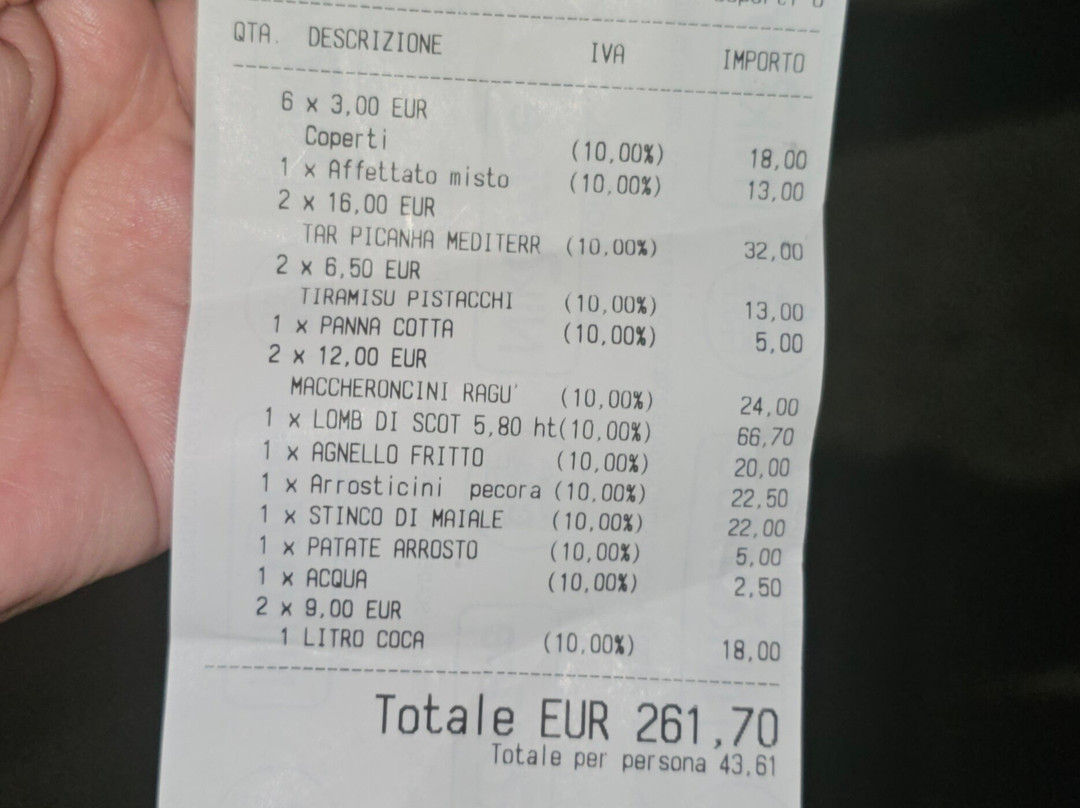 QTA. DESCRIZIONE IVA IMPORTO
6 x 3,00 EUR
Coperti (10,00%) 18,00
1 x Affettato misto (10,00%) 13,00
2 x 16,00 EUR
TAR PICANHA MEDITERR (10,00%) 32,00
2 x 6,50 EUR
TIRAMISU PISTACCHI (10,00%) 13,00
1 x PANNA COTTA (10,00%) 5,00
2 x 12,00 EUR
MACCHERONCINI RAGU' (10,00%) 24,00
1 x LOMB DI SCOT 5,80 ht(10,00%) 66,70
1 x AGNELLO FRITTO (10,00%) 20,00
1 x Arrosticini pecora (10,00%) 22,50
1 x STINCO DI MAIALE (10,00%) 22,00
1 x PATATE ARROSTO (10,00%) 5,00
1 x ACQUA (10,00%) 2,50
2 x 9,00 EUR
1 LITRO COCA (10,00%) 18,00
Totale EUR 261,70
Totale per persona 43,61